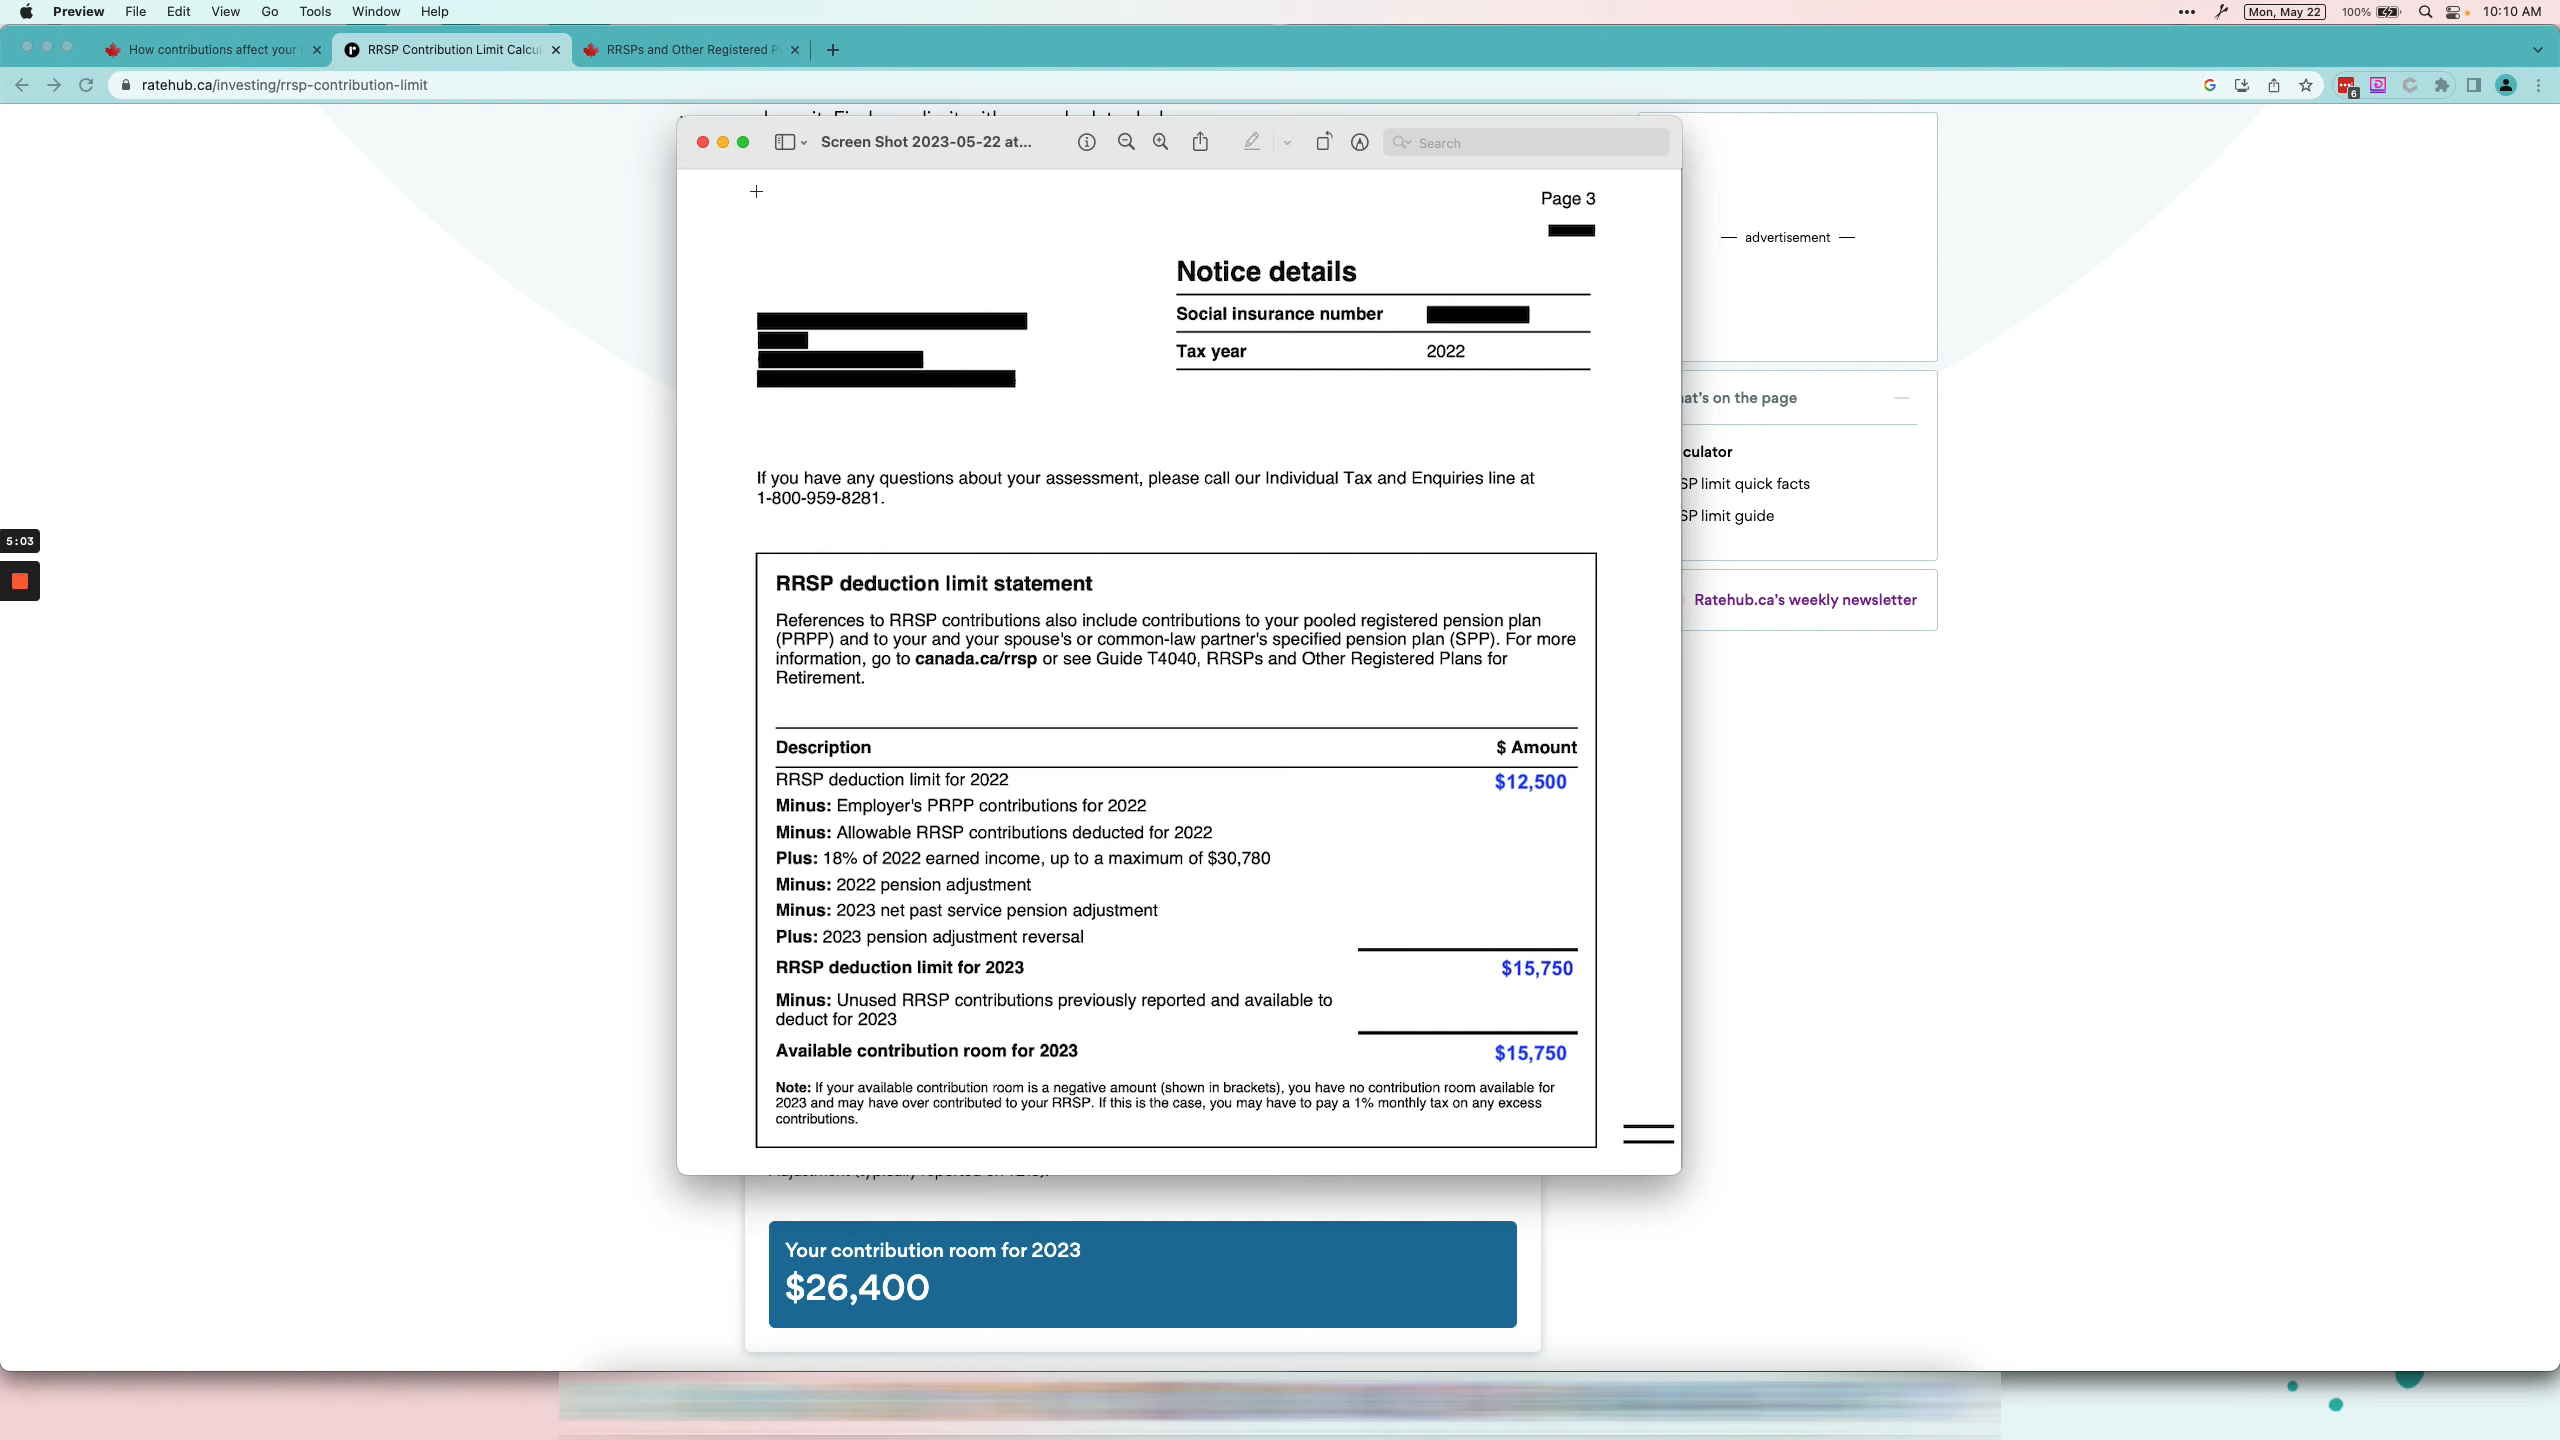 Preview File Edit View Go Tools Window Help
Mon, May 22 100% 10:10 AM
How contributions affect your
RRSP Contribution Limit Calcu
RRSPs and Other Registered P
ratehub.ca/investing/rrsp-contribution-limit
6
Screen Shot 2023-05-22 at...
Search
Page 3
Notice details
Social insurance number
Tax year 2022
If you have any questions about your assessment, please call our Individual Tax and Enquiries line at
1-800-959-8281.
RRSP deduction limit statement
References to RRSP contributions also include contributions to your pooled registered pension plan
(PRPP) and to your and your spouse's or common-law partner's specified pension plan (SPP). For more
information, go to canada.ca/rrsp or see Guide T4040, RRSPs and Other Registered Plans for
Retirement.
Description $ Amount
RRSP deduction limit for 2022 $12,500
Minus: Employer's PRPP contributions for 2022
Minus: Allowable RRSP contributions deducted for 2022
Plus: 18% of 2022 earned income, up to a maximum of $30,780
Minus: 2022 pension adjustment
Minus: 2023 net past service pension adjustment
Plus: 2023 pension adjustment reversal
RRSP deduction limit for 2023 $15,750
Minus: Unused RRSP contributions previously reported and available to
deduct for 2023
Available contribution room for 2023 $15,750
Note: If your available contribution room is a negative amount (shown in brackets), you have no contribution room available for
2023 and may have over contributed to your RRSP. If this is the case, you may have to pay a 1% monthly tax on any excess
contributions.
Your contribution room for 2023
$26,400
5:03
advertisement
at's on the page
culator
SP limit quick facts
SP limit guide
Ratehub.ca's weekly newsletter